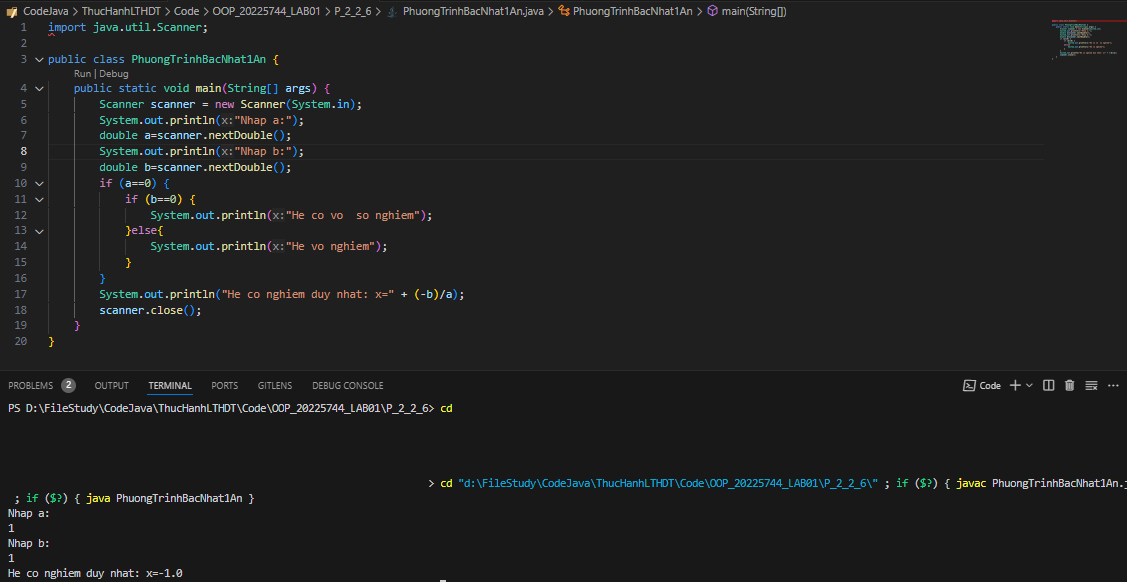 CodeJava > ThucHanhLTHDT > Code > OOP_20225744_LAB01 > P_2_2_6 > PhuongTrinhBacNhat1An.java > PhuongTrinhBacNhat1An > main(String[])
1 import java.util.Scanner;
2
3 public class PhuongTrinhBacNhat1An {
Run | Debug
4 public static void main(String[] args) {
5 Scanner scanner = new Scanner(System.in);
6 System.out.println(x:"Nhap a:");
7 double a=scanner.nextDouble();
8 System.out.println(x:"Nhap b:");
9 double b=scanner.nextDouble();
10 if (a==0) {
11 if (b==0) {
12 System.out.println(x:"He co vo  so nghiem");
13 }else{
14 System.out.println(x:"He vo nghiem");
15 }
16 }
17 System.out.println("He co nghiem duy nhat: x=" + (-b)/a);
18 scanner.close();
19 }
20 }
PROBLEMS 2 OUTPUT TERMINAL PORTS GITLENS DEBUG CONSOLE Code
PS D:\FileStudy\CodeJava\ThucHanhLTHDT\Code\OOP_20225744_LAB01\P_2_2_6> cd
> cd "d:\FileStudy\CodeJava\ThucHanhLTHDT\Code\OOP_20225744_LAB01\P_2_2_6\" ; if ($?) { javac PhuongTrinhBacNhat1An.j
; if ($?) { java PhuongTrinhBacNhat1An }
Nhap a:
1
Nhap b:
1
He co nghiem duy nhat: x=-1.0